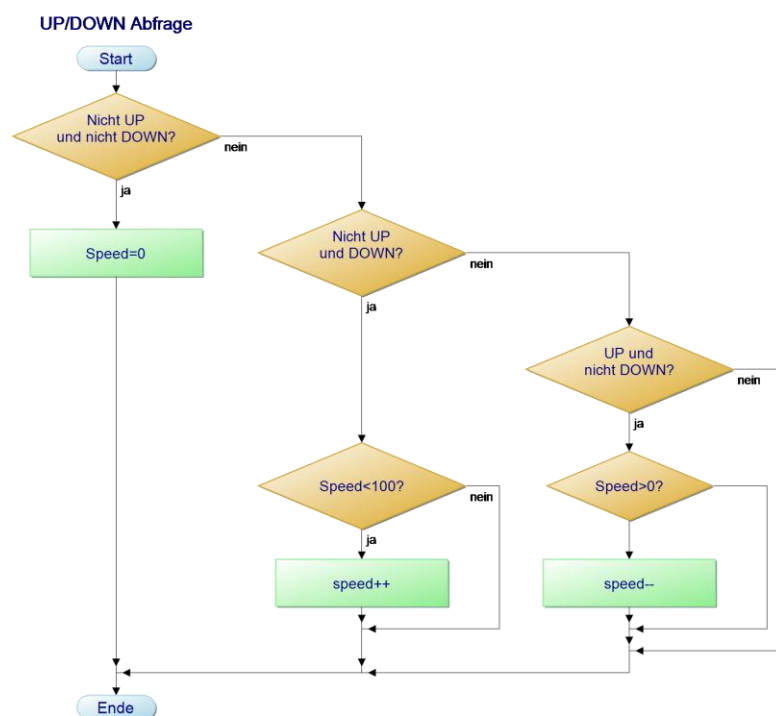 UP/DOWN Abfrage
Start
Nicht UP
und nicht DOWN?
nein
ja
Speed=0
Nicht UP
und DOWN?
nein
ja
UP und
nicht DOWN?
nein
ja
Speed<100?
nein
ja
speed++
Speed>0?
speed--
Ende